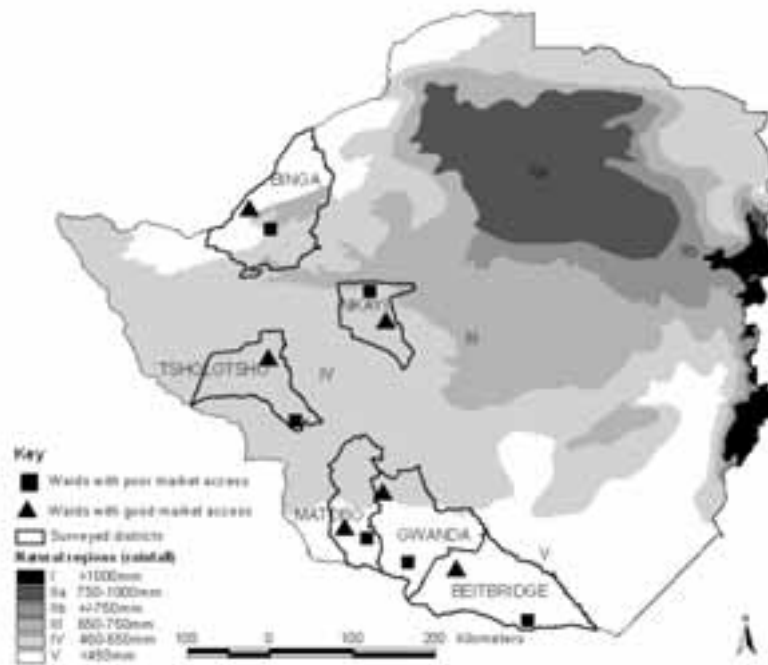 BINGA
NKAYI
III
TSHOLOTSHO
IV
MATOBO
GWANDA
V
BEITBRIDGE
Key
Wards with poor market access
Wards with good market access
Surveyed districts
Natural regions (rainfall)
I >1000mm
IIa 750-1000mm
IIb +/-750mm
III 650-750mm
IV 450-650mm
V <450mm
100 0 100 200 Kilometers